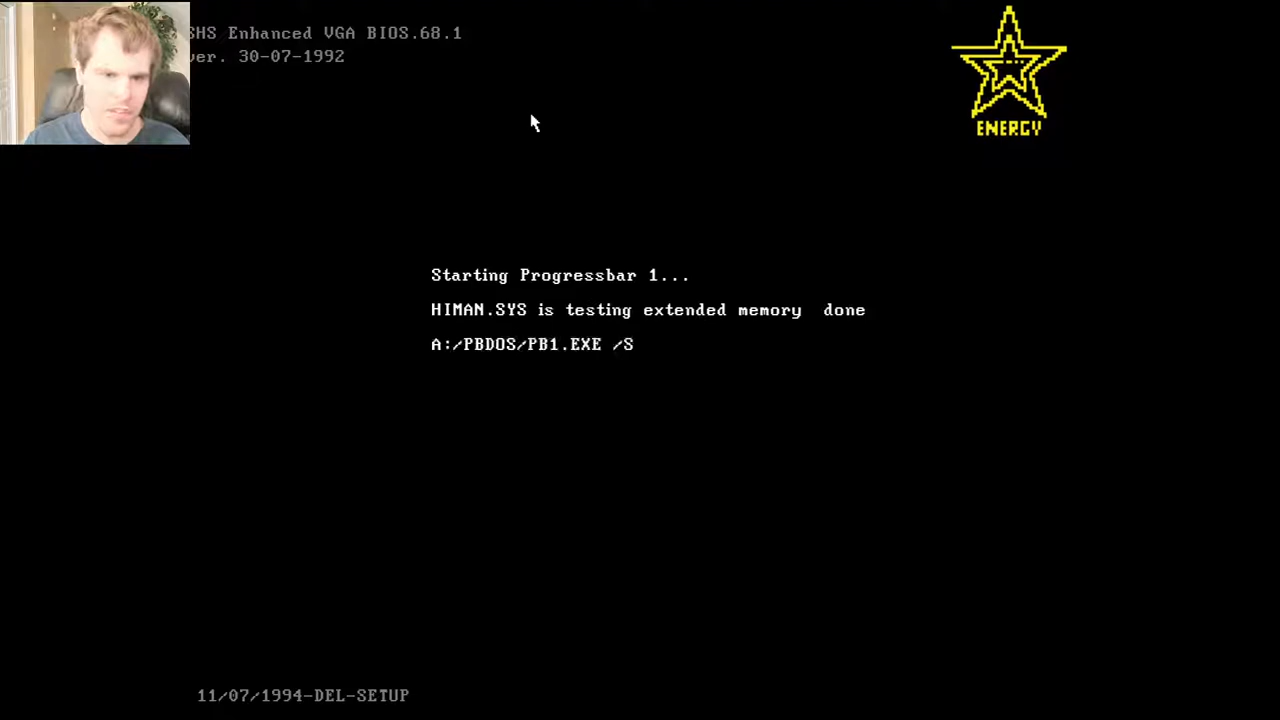 SHS Enhanced VGA BIOS.68.1
ver. 30-07-1992
ENERGY
Starting Progressbar 1...
HIMAN.SYS is testing extended memory  done
A:/PBDOS/PB1.EXE /S
11/07/1994-DEL-SETUP